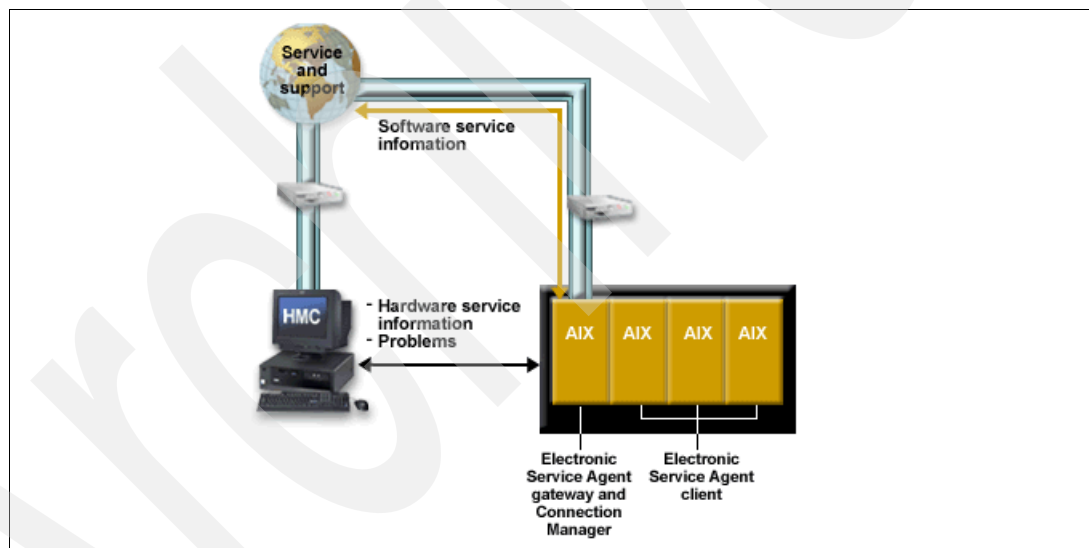 Service
and
support
Software service
infomation
HMC
- Hardware service
information
- Problems
AIX
AIX
AIX
AIX
Electronic
Service Agent
gateway and
Connection
Manager
Electronic
Service Agent
client